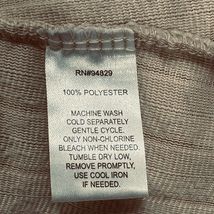 RN#94829
100% POLYESTER
MACHINE WASH
COLD SEPARATELY
GENTLE CYCLE.
ONLY NON-CHLORINE
BLEACH WHEN NEEDED.
TUMBLE DRY LOW,
REMOVE PROMPTLY,
USE COOL IRON
IF NEEDED.